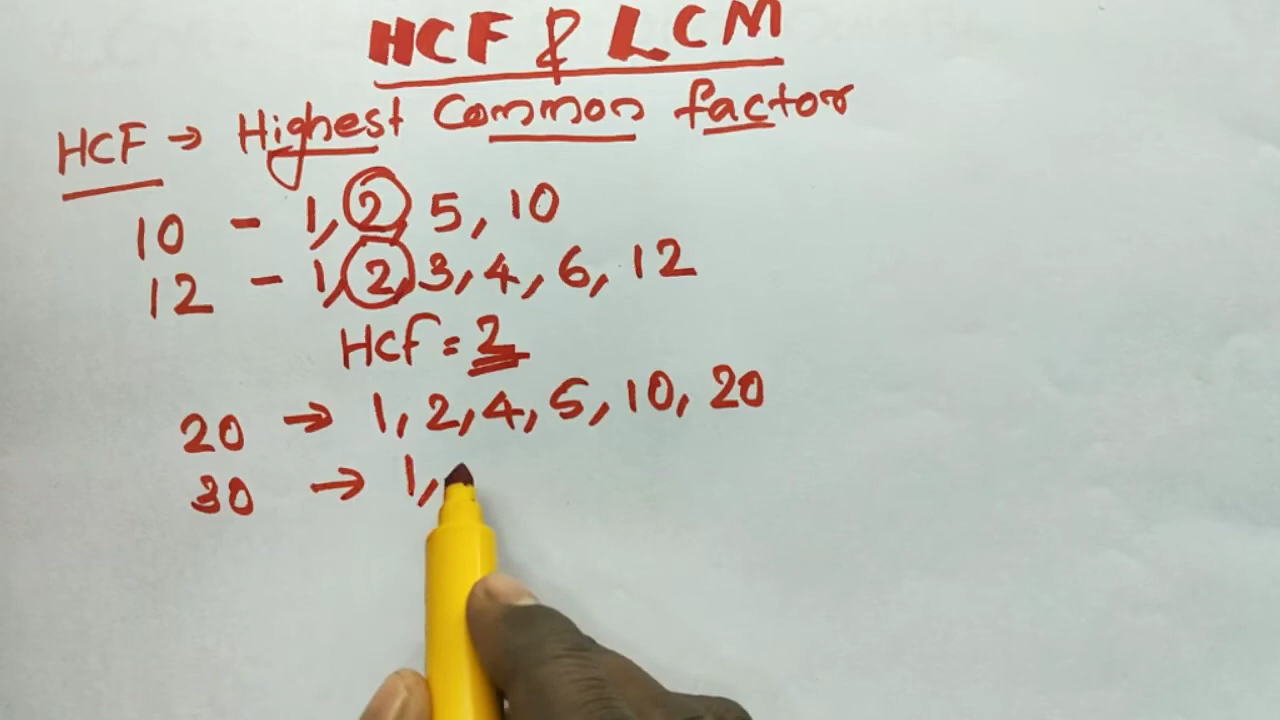 HCF & LCM
HCF → Highest Common factor
10 - 1, 2, 5, 10
12 - 1, 2, 3, 4, 6, 12
HCf = 2
20 → 1, 2, 4, 5, 10, 20
30 → 1,